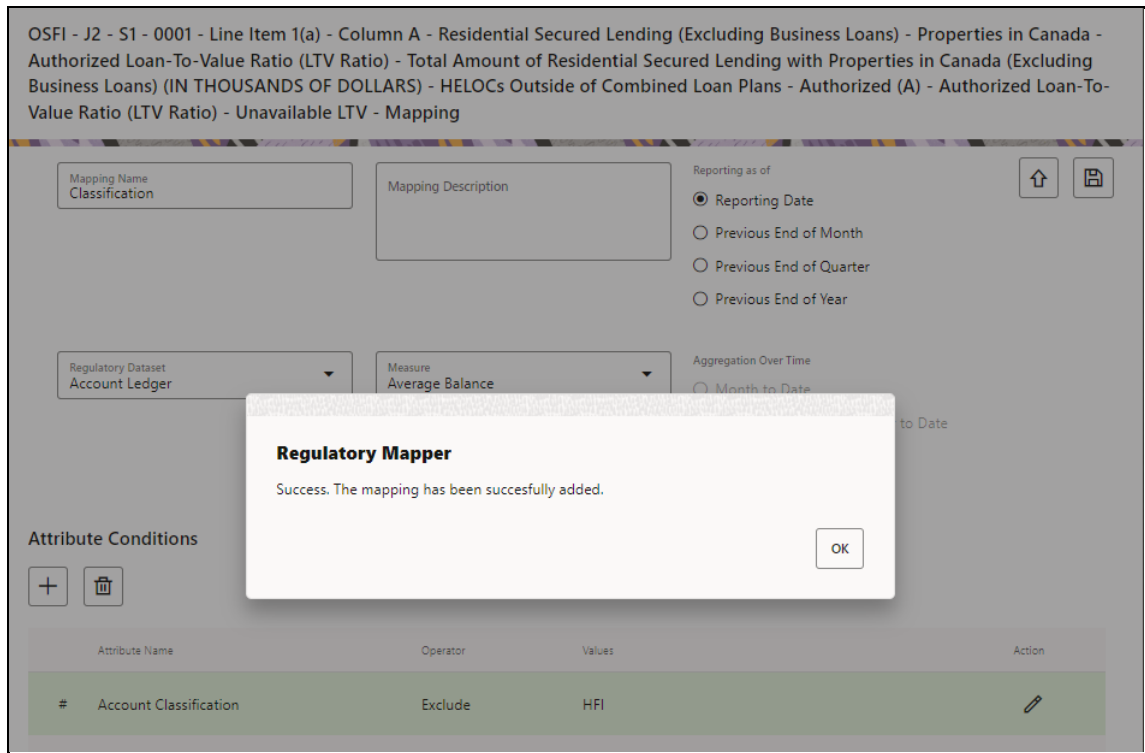 OSFI - J2 - S1 - 0001 - Line Item 1(a) - Column A - Residential Secured Lending (Excluding Business Loans) - Properties in Canada -
Authorized Loan-To-Value Ratio (LTV Ratio) - Total Amount of Residential Secured Lending with Properties in Canada (Excluding
Business Loans) (IN THOUSANDS OF DOLLARS) - HELOCs Outside of Combined Loan Plans - Authorized (A) - Authorized Loan-To-
Value Ratio (LTV Ratio) - Unavailable LTV - Mapping
Mapping Name
Classification
Mapping Description
Reporting as of
Reporting Date
Previous End of Month
Previous End of Quarter
Previous End of Year
Regulatory Dataset
Account Ledger
Measure
Average Balance
Aggregation Over Time
Month to Date
to Date
Regulatory Mapper
Success. The mapping has been succesfully added.
OK
Attribute Conditions
Attribute Name Operator Values Action
# Account Classification Exclude HFI